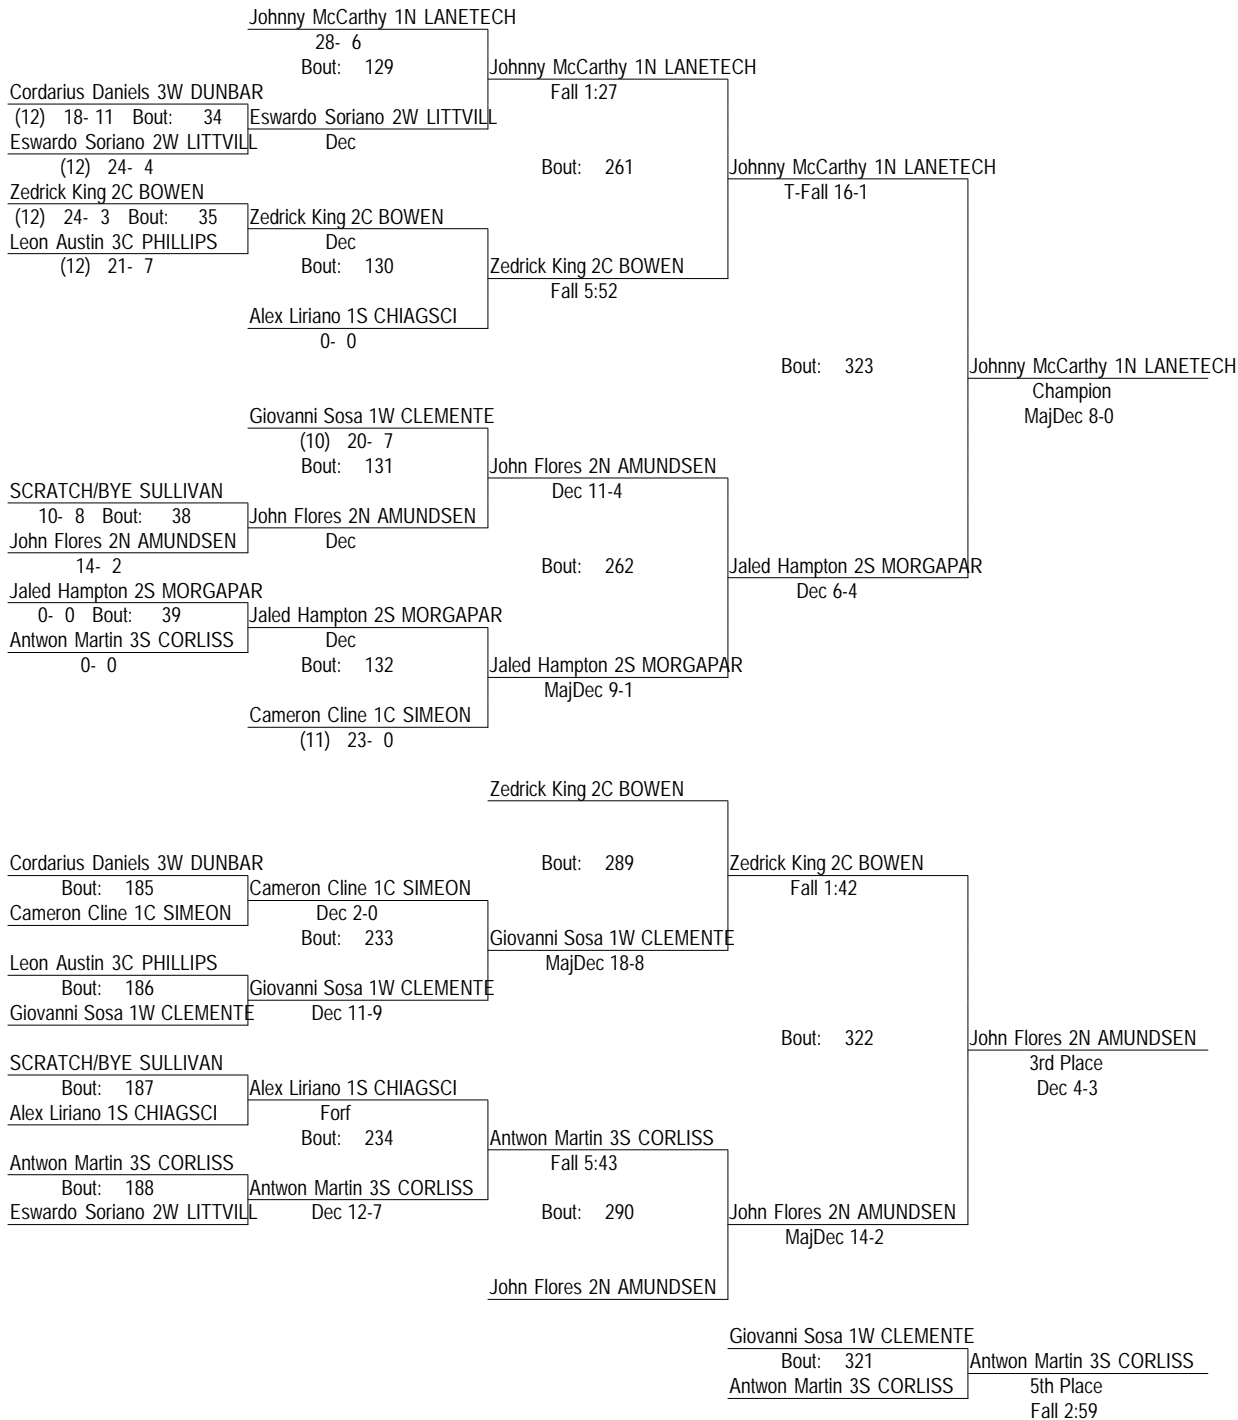 Johnny McCarthy 1N LANETECH
28- 6
Bout: 129
Johnny McCarthy 1N LANETECH
Fall 1:27
Cordarius Daniels 3W DUNBAR
(12) 18- 11 Bout: 34
Eswardo Soriano 2W LITTVILL
Eswardo Soriano 2W LITTVILL
Dec
(12) 24- 4
Bout: 261
Johnny McCarthy 1N LANETECH
T-Fall 16-1
Zedrick King 2C BOWEN
(12) 24- 3 Bout: 35
Zedrick King 2C BOWEN
Leon Austin 3C PHILLIPS
Dec
(12) 21- 7
Bout: 130
Zedrick King 2C BOWEN
Fall 5:52
Alex Liriano 1S CHIAGSCI
0- 0
Bout: 323
Johnny McCarthy 1N LANETECH
Champion
MajDec 8-0
Giovanni Sosa 1W CLEMENTE
(10) 20- 7
Bout: 131
John Flores 2N AMUNDSEN
Dec 11-4
SCRATCH/BYE SULLIVAN
10- 8 Bout: 38
John Flores 2N AMUNDSEN
John Flores 2N AMUNDSEN
Dec
14- 2
Bout: 262
Jaled Hampton 2S MORGAPAR
Dec 6-4
Jaled Hampton 2S MORGAPAR
0- 0 Bout: 39
Jaled Hampton 2S MORGAPAR
Antwon Martin 3S CORLISS
Dec
0- 0
Bout: 132
Jaled Hampton 2S MORGAPAR
MajDec 9-1
Cameron Cline 1C SIMEON
(11) 23- 0
Zedrick King 2C BOWEN
Bout: 289
Zedrick King 2C BOWEN
Fall 1:42
Cordarius Daniels 3W DUNBAR
Bout: 185
Cameron Cline 1C SIMEON
Cameron Cline 1C SIMEON
Dec 2-0
Bout: 233
Giovanni Sosa 1W CLEMENTE
MajDec 18-8
Leon Austin 3C PHILLIPS
Bout: 186
Giovanni Sosa 1W CLEMENTE
Giovanni Sosa 1W CLEMENTE
Dec 11-9
Bout: 322
John Flores 2N AMUNDSEN
3rd Place
Dec 4-3
SCRATCH/BYE SULLIVAN
Bout: 187
Alex Liriano 1S CHIAGSCI
Alex Liriano 1S CHIAGSCI
Forf
Bout: 234
Antwon Martin 3S CORLISS
Fall 5:43
Antwon Martin 3S CORLISS
Bout: 188
Antwon Martin 3S CORLISS
Eswardo Soriano 2W LITTVILL
Dec 12-7
Bout: 290
John Flores 2N AMUNDSEN
MajDec 14-2
John Flores 2N AMUNDSEN
Giovanni Sosa 1W CLEMENTE
Bout: 321
Antwon Martin 3S CORLISS
Antwon Martin 3S CORLISS
5th Place
Fall 2:59